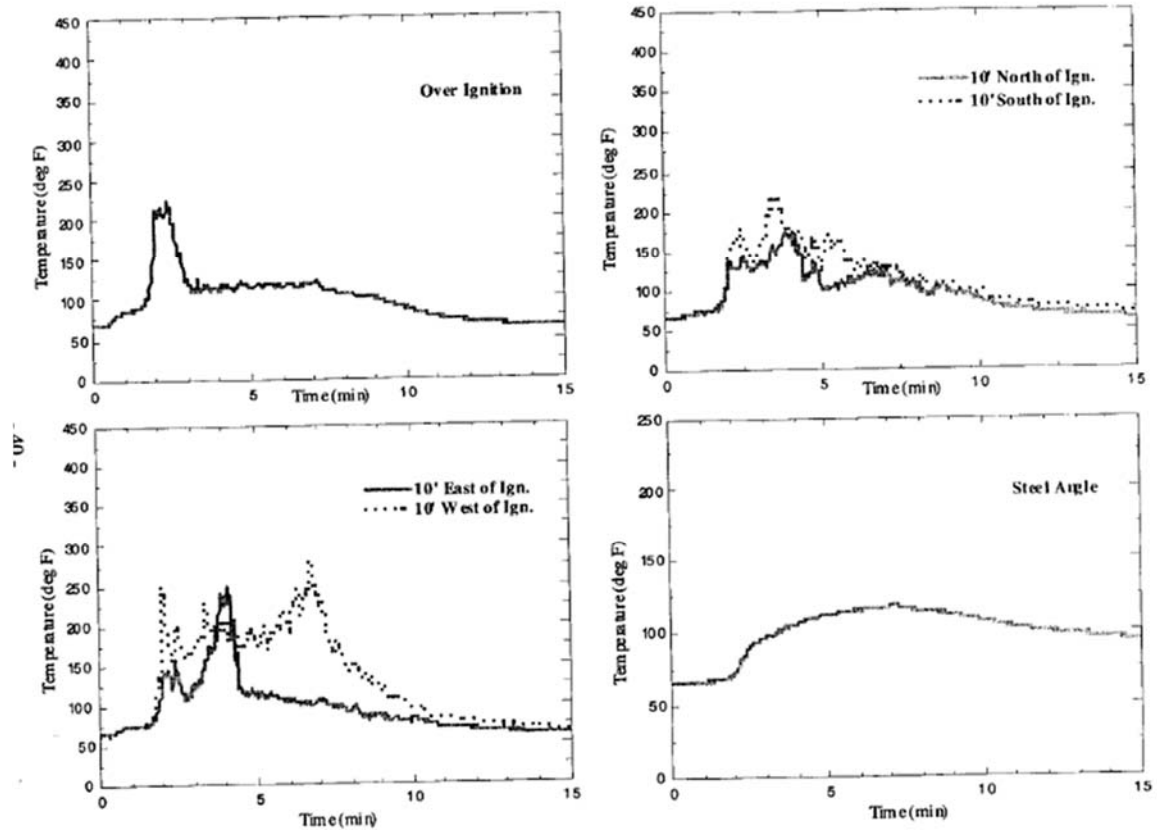 450
400
350
300
250
200
150
100
50
0
Temperature (deg F)
Over Ignition
0 5 10 15
Time (min)
450
400
350
300
250
200
150
100
50
0
Temperature (deg F)
10' North of Ign.
10' South of Ign.
0 5 10 15
Time (min)
450
400
350
300
250
200
150
100
50
0
Temperature (deg F)
10' East of Ign.
10' West of Ign.
0 5 10 15
Time (min)
250
200
150
100
50
0
Temperature (deg F)
Steel Angle
0 5 10 15
Time (min)